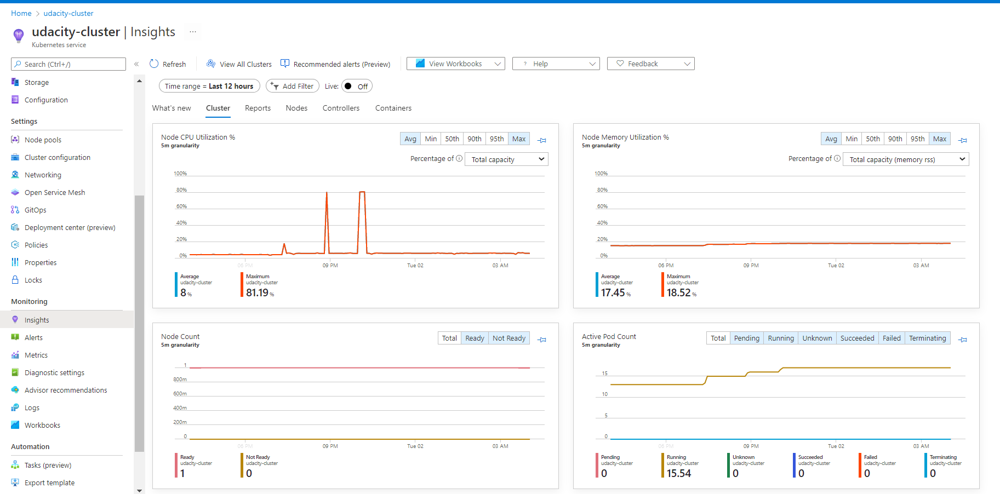 Home > udacity-cluster
udacity-cluster | Insights ...
Kubernetes service
Search (Ctrl+/)
«
Refresh
View All Clusters
Recommended alerts (Preview)
View Workbooks
? Help
Feedback
Time range = Last 12 hours
Add Filter
Live: Off
What's new
Cluster
Reports
Nodes
Controllers
Containers
Storage
Configuration
Settings
Node pools
Cluster configuration
Networking
Open Service Mesh
GitOps
Deployment center (preview)
Policies
Properties
Locks
Monitoring
Insights
Alerts
Metrics
Diagnostic settings
Advisor recommendations
Logs
Workbooks
Automation
Tasks (preview)
Export template
Node CPU Utilization %
5m granularity
Avg Min 50th 90th 95th Max
Percentage of Total capacity
100%
80%
60%
40%
20%
0%
06 PM 09 PM Tue 02 03 AM
Average
udacity-cluster
8 %
Maximum
udacity-cluster
81.19 %
Node Memory Utilization %
5m granularity
Avg Min 50th 90th 95th Max
Percentage of Total capacity (memory rss)
100%
80%
60%
40%
20%
0%
06 PM 09 PM Tue 02 03 AM
Average
udacity-cluster
17.45 %
Maximum
udacity-cluster
18.52 %
Node Count
5m granularity
Total Ready Not Ready
1
800m
600m
400m
200m
0
06 PM 09 PM Tue 02 03 AM
Ready
udacity-cluster
1
Not Ready
udacity-cluster
0
Active Pod Count
5m granularity
Total Pending Running Unknown Succeeded Failed Terminating
15
10
5
0
06 PM 09 PM Tue 02 03 AM
Pending
udacity-cluster
0
Running
udacity-cluster
15.54
Unknown
udacity-cluster
0
Succeeded
udacity-cluster
0
Failed
udacity-cluster
0
Terminating
udacity-cluster
0